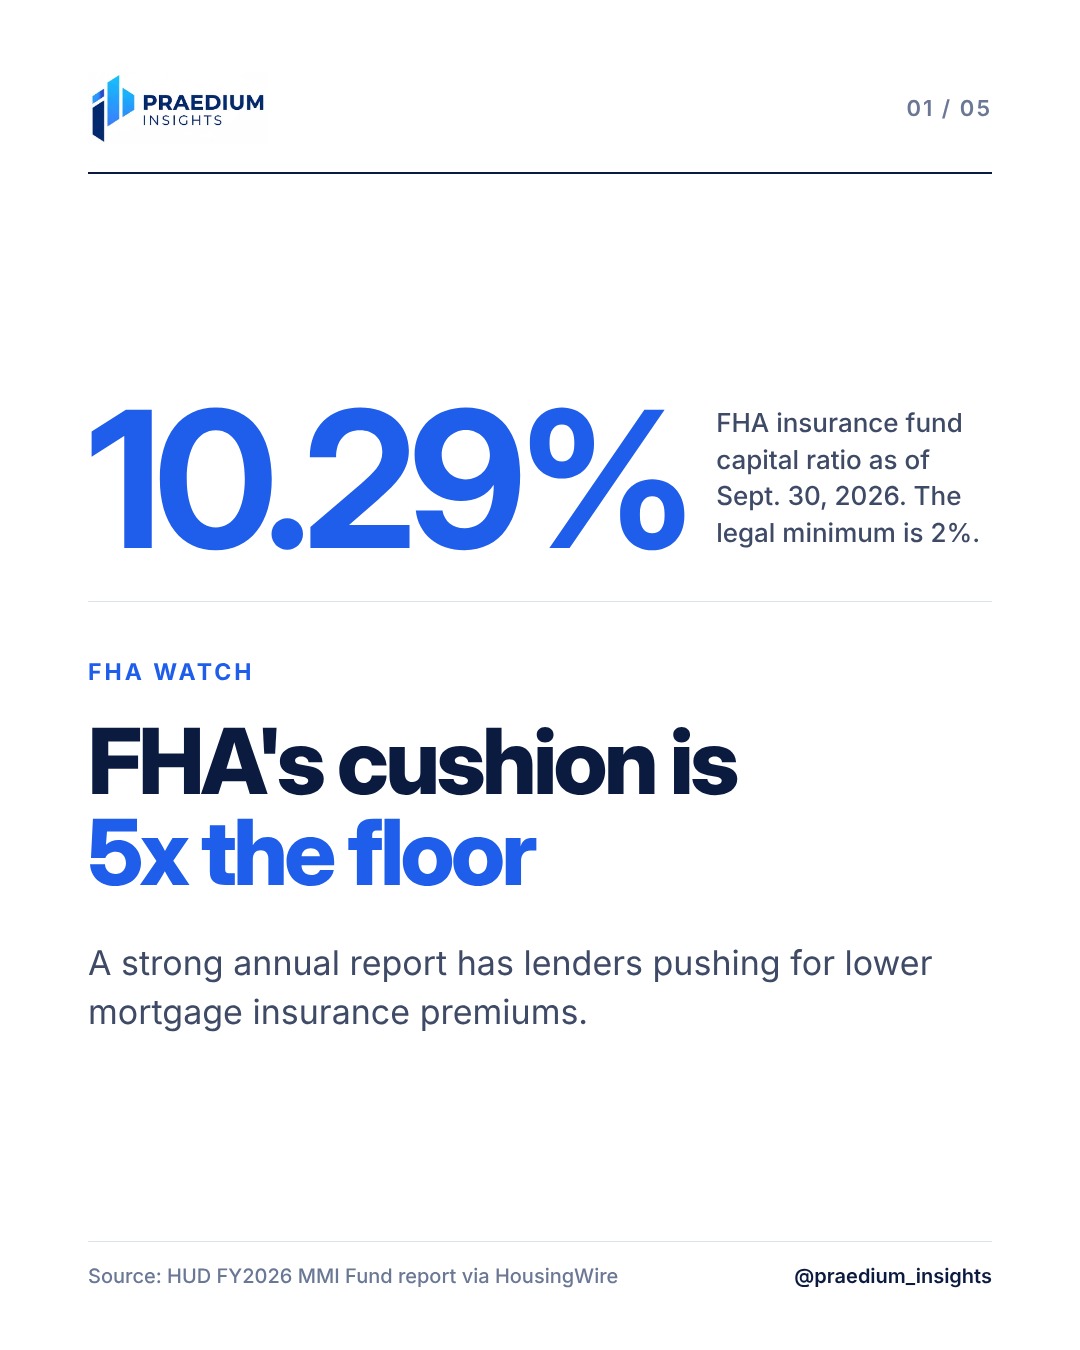 PRAEDIUM
INSIGHTS
01 / 05
10.29%
FHA insurance fund
capital ratio as of
Sept. 30, 2026. The
legal minimum is 2%.
FHA WATCH
FHA's cushion is
5x the floor
A strong annual report has lenders pushing for lower
mortgage insurance premiums.
Source: HUD FY2026 MMI Fund report via HousingWire
@praedium_insights